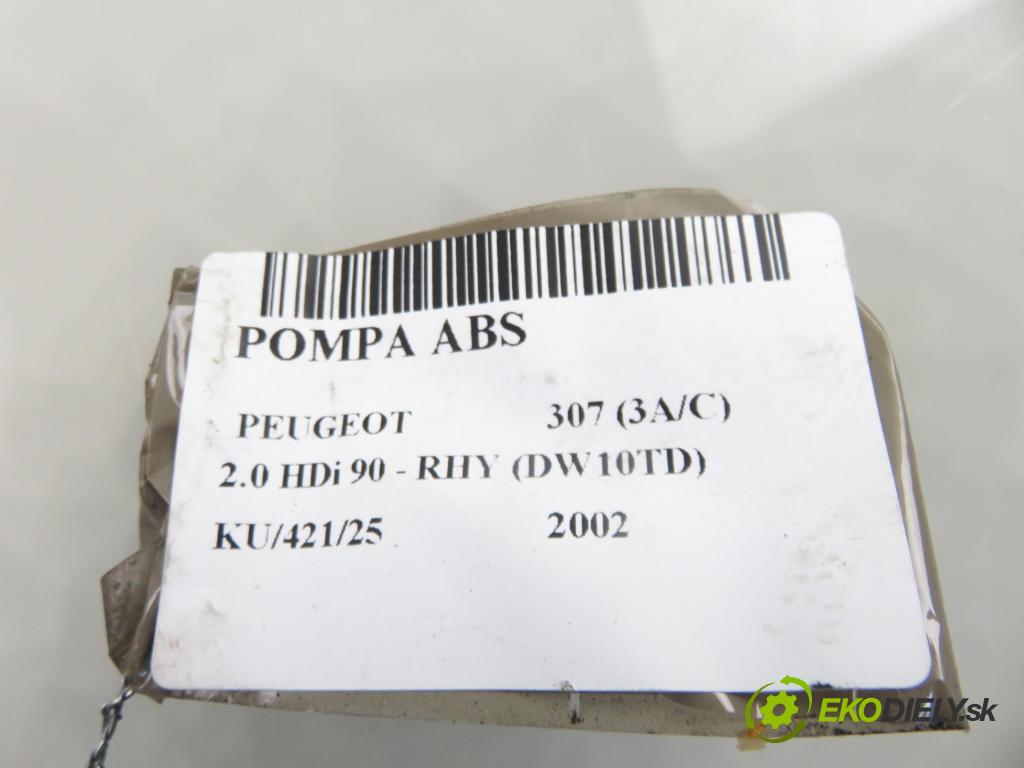 POMPA ABS
PEUGEOT 307 (3A/C)
2.0 HDi 90 - RHY (DW10TD)
KU/421/25 2002
EKODIELY.sk